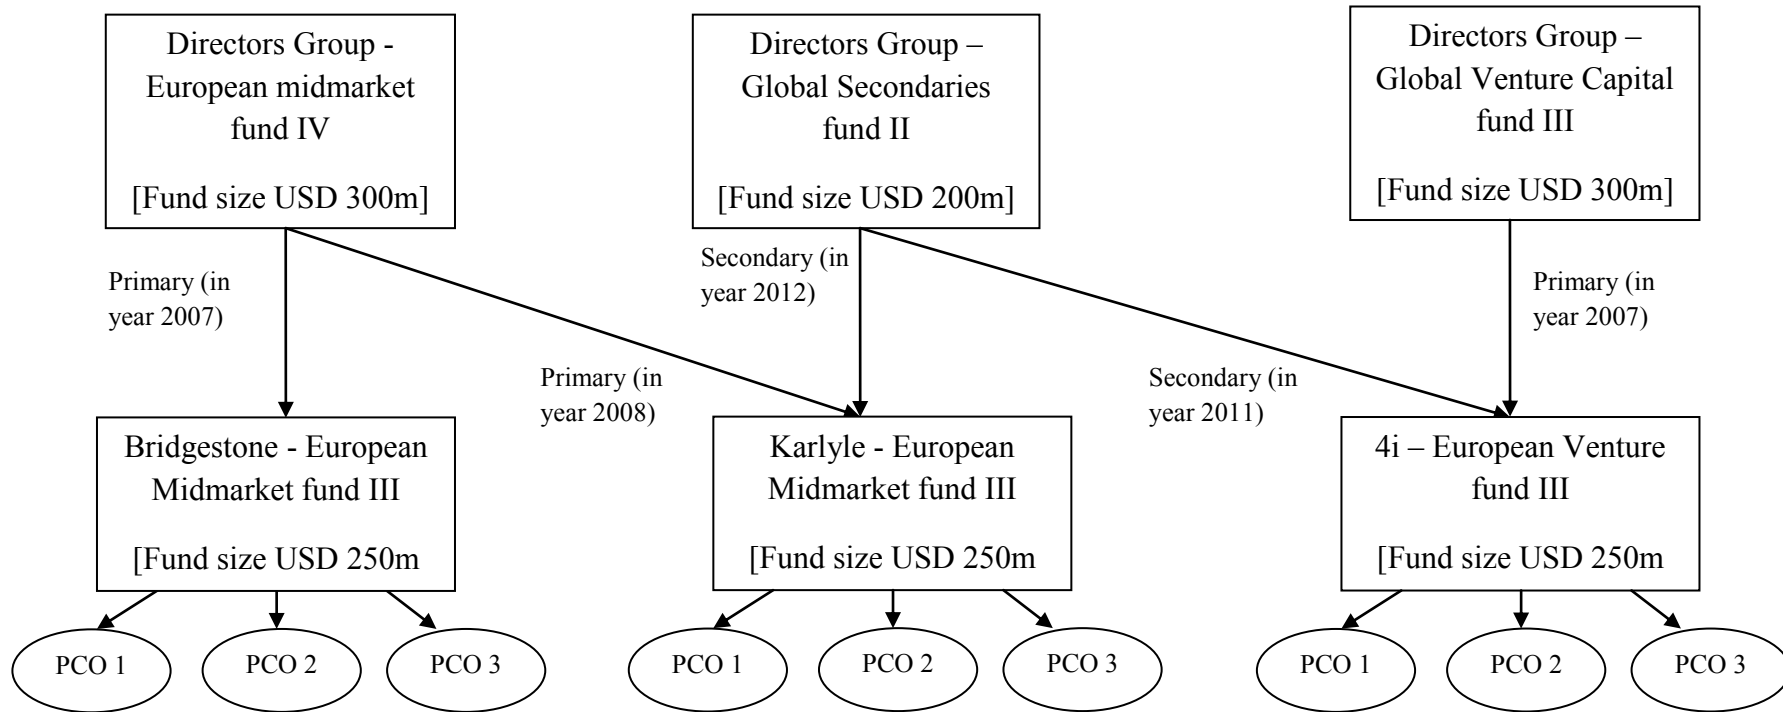 Directors Group -
European midmarket
fund IV
[Fund size USD 300m]
Directors Group –
Global Secondaries
fund II
[Fund size USD 200m]
Directors Group –
Global Venture Capital
fund III
[Fund size USD 300m]
Primary (in
year 2007)
Secondary (in
year 2012)
Primary (in
year 2007)
Primary (in
year 2008)
Secondary (in
year 2011)
Bridgestone - European
Midmarket fund III
[Fund size USD 250m
Karlyle - European
Midmarket fund III
[Fund size USD 250m
4i – European Venture
fund III
[Fund size USD 250m
PCO 1
PCO 2
PCO 3
PCO 1
PCO 2
PCO 3
PCO 1
PCO 2
PCO 3